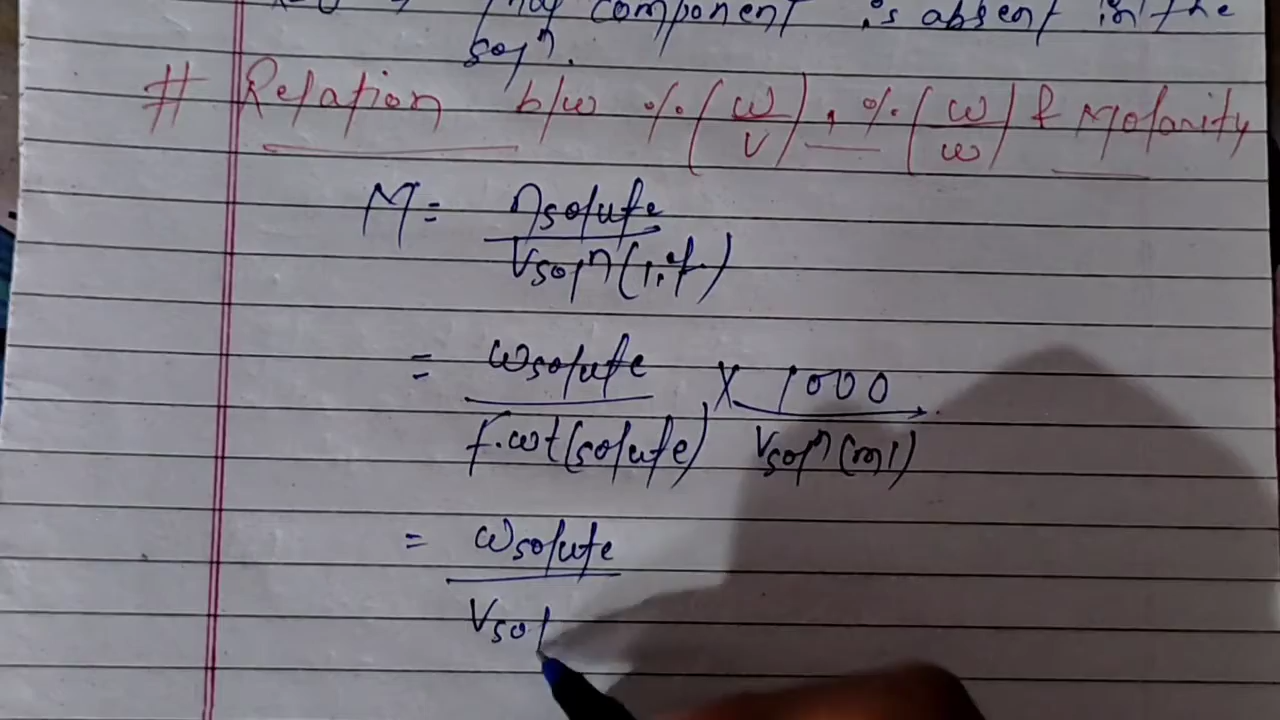 may component is absent in the
solⁿ.
# Relation b/w %(w/v), %(w/w) & Molarity
M = nsolute / Vsolⁿ(lit)
= wsolute / f.wt(solute) × 1000 / Vsolⁿ(ml)
= wsolute / Vsol